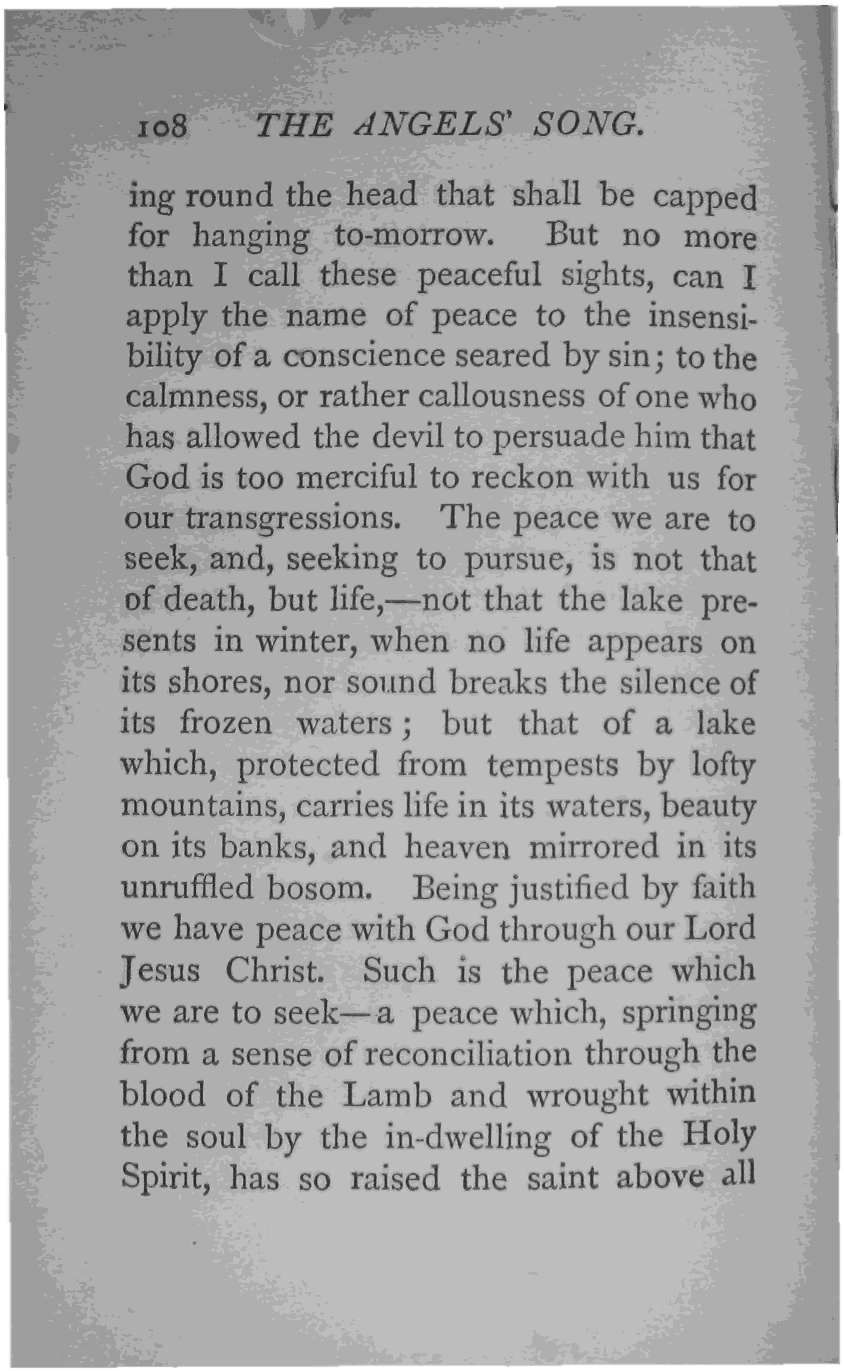 108 THE ANGELS' SONG.
ing round the head that shall be capped
for hanging to-morrow. But no more
than I call these peaceful sights, can I
apply the name of peace to the insensi-
bility of a conscience seared by sin; to the
calmness, or rather callousness of one who
has allowed the devil to persuade him that
God is too merciful to reckon with us for
our transgressions. The peace we are to
seek, and, seeking to pursue, is not that
of death, but life,—not that the lake pre-
sents in winter, when no life appears on
its shores, nor sound breaks the silence of
its frozen waters; but that of a lake
which, protected from tempests by lofty
mountains, carries life in its waters, beauty
on its banks, and heaven mirrored in its
unruffled bosom. Being justified by faith
we have peace with God through our Lord
Jesus Christ. Such is the peace which
we are to seek—a peace which, springing
from a sense of reconciliation through the
blood of the Lamb and wrought within
the soul by the in-dwelling of the Holy
Spirit, has so raised the saint above all